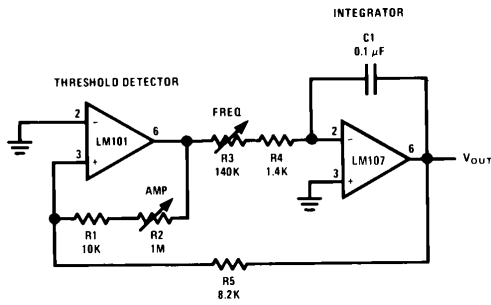 INTEGRATOR
C1
0.1 μF
THRESHOLD DETECTOR
2
6
LM101
3
-
+
FREQ
R3
140K
R4
1.4K
2
6
LM107
3
-
+
VOUT
AMP
R1
10K
R2
1M
R5
8.2K